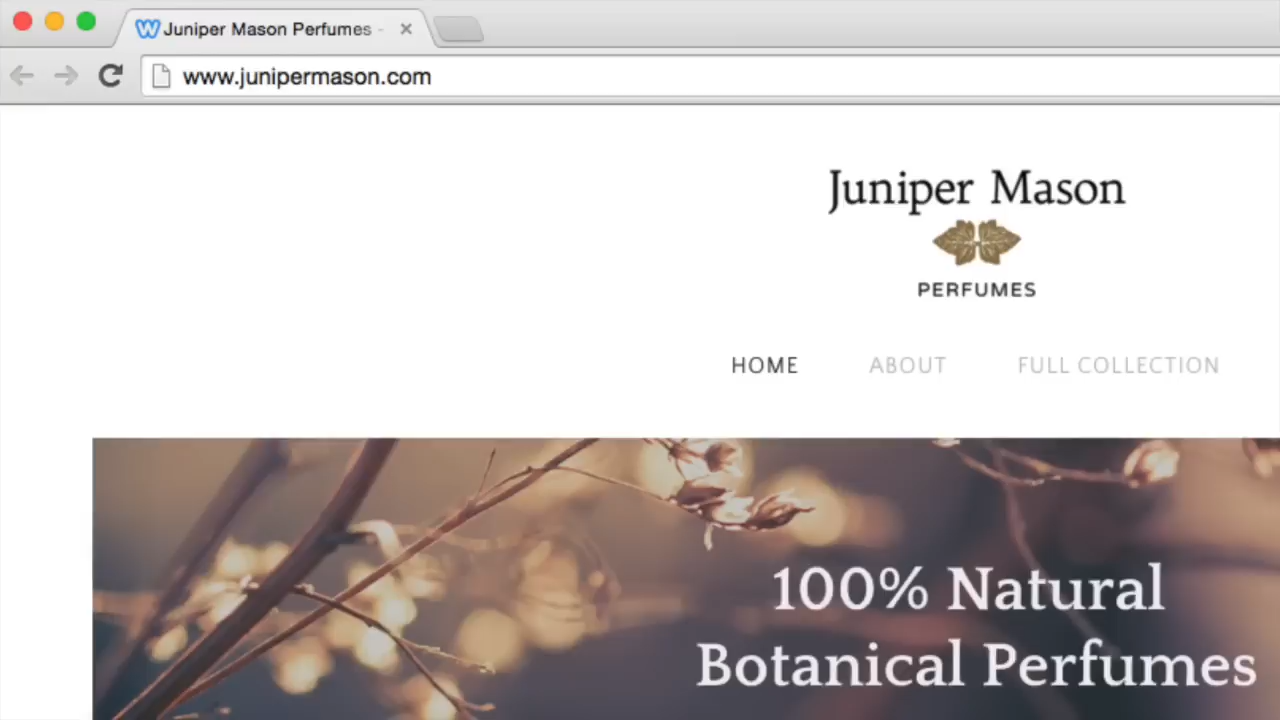 Juniper Mason Perfumes -
www.junipermason.com
Juniper Mason
PERFUMES
HOME ABOUT FULL COLLECTION
100% Natural
Botanical Perfumes